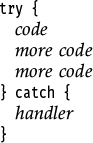 try {
code
more code
more code
} catch {
handler
}